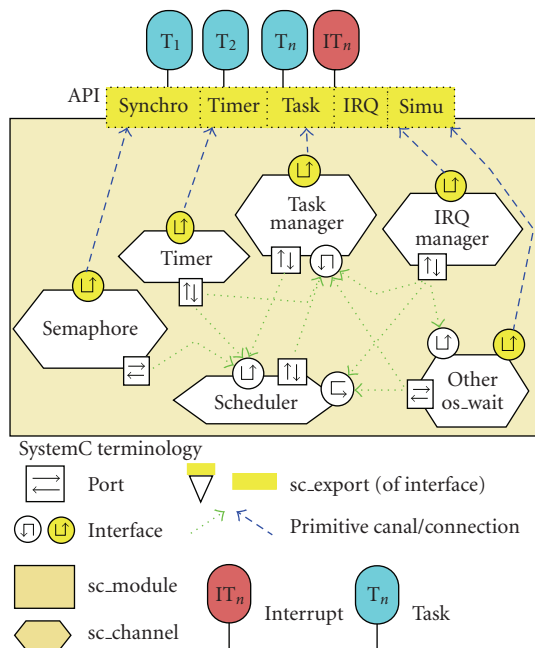 T1 T2 Tn ITn
API
Synchro Timer Task IRQ Simu
Task
manager
IRQ
manager
Timer
Semaphore
Scheduler
Other
os_wait
SystemC terminology
Port
sc_export (of interface)
Interface
Primitive canal/connection
sc_module
ITn
Interrupt
Tn
Task
sc_channel